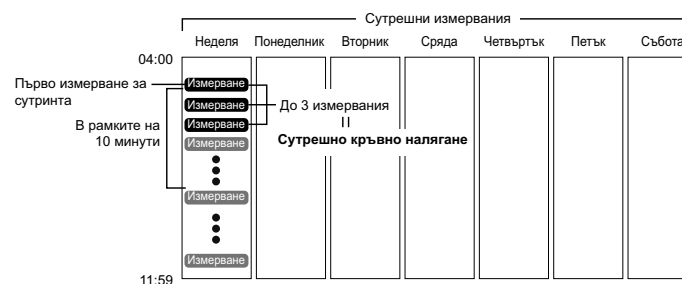 Сутрешни измервания
Неделя Понеделник Вторник Сряда Четвъртък Петък Събота
04:00
Първо измерване за
сутринта
Измерване
Измерване
До 3 измервания
Измерване
В рамките на
10 минути
Сутрешно кръвно налягане
Измерване
Измерване
Измерване
11:59